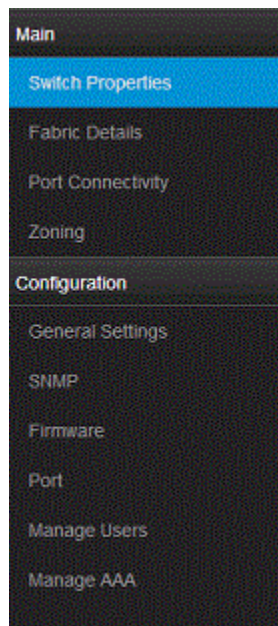 Main
Switch Properties
Fabric Details
Port Connectivity
Zoning
Configuration
General Settings
SNMP
Firmware
Port
Manage Users
Manage AAA